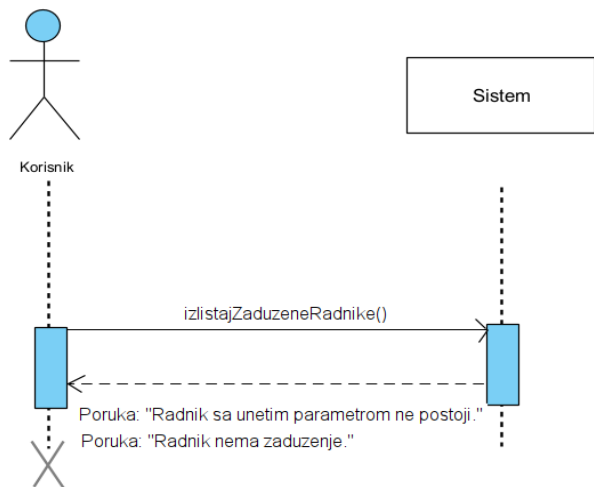 Sistem
Korisnik
izlistajZaduzeneRadnike()
Poruka: "Radnik sa unetim parametrom ne postoji."
Poruka: "Radnik nema zaduzenje."